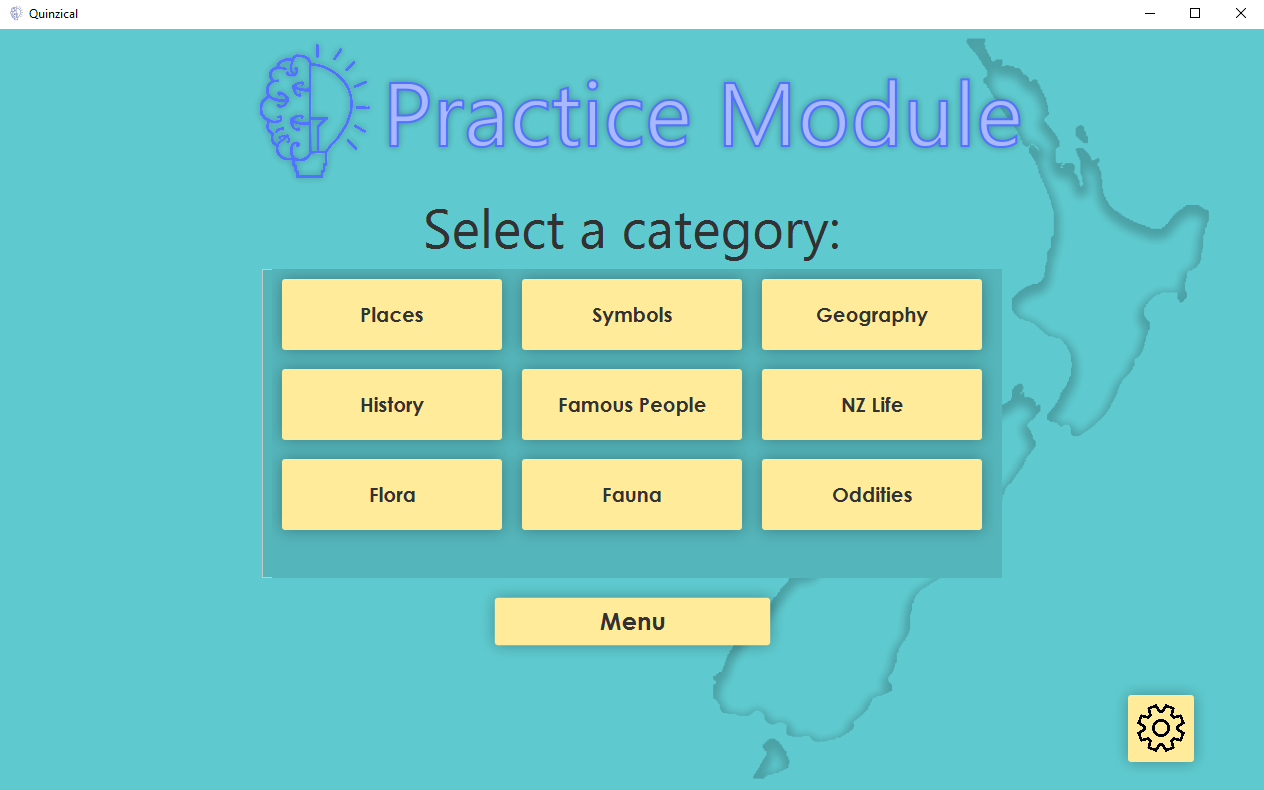 Quinzical
Practice Module
Select a category:
Places Symbols Geography
History Famous People NZ Life
Flora Fauna Oddities
Menu